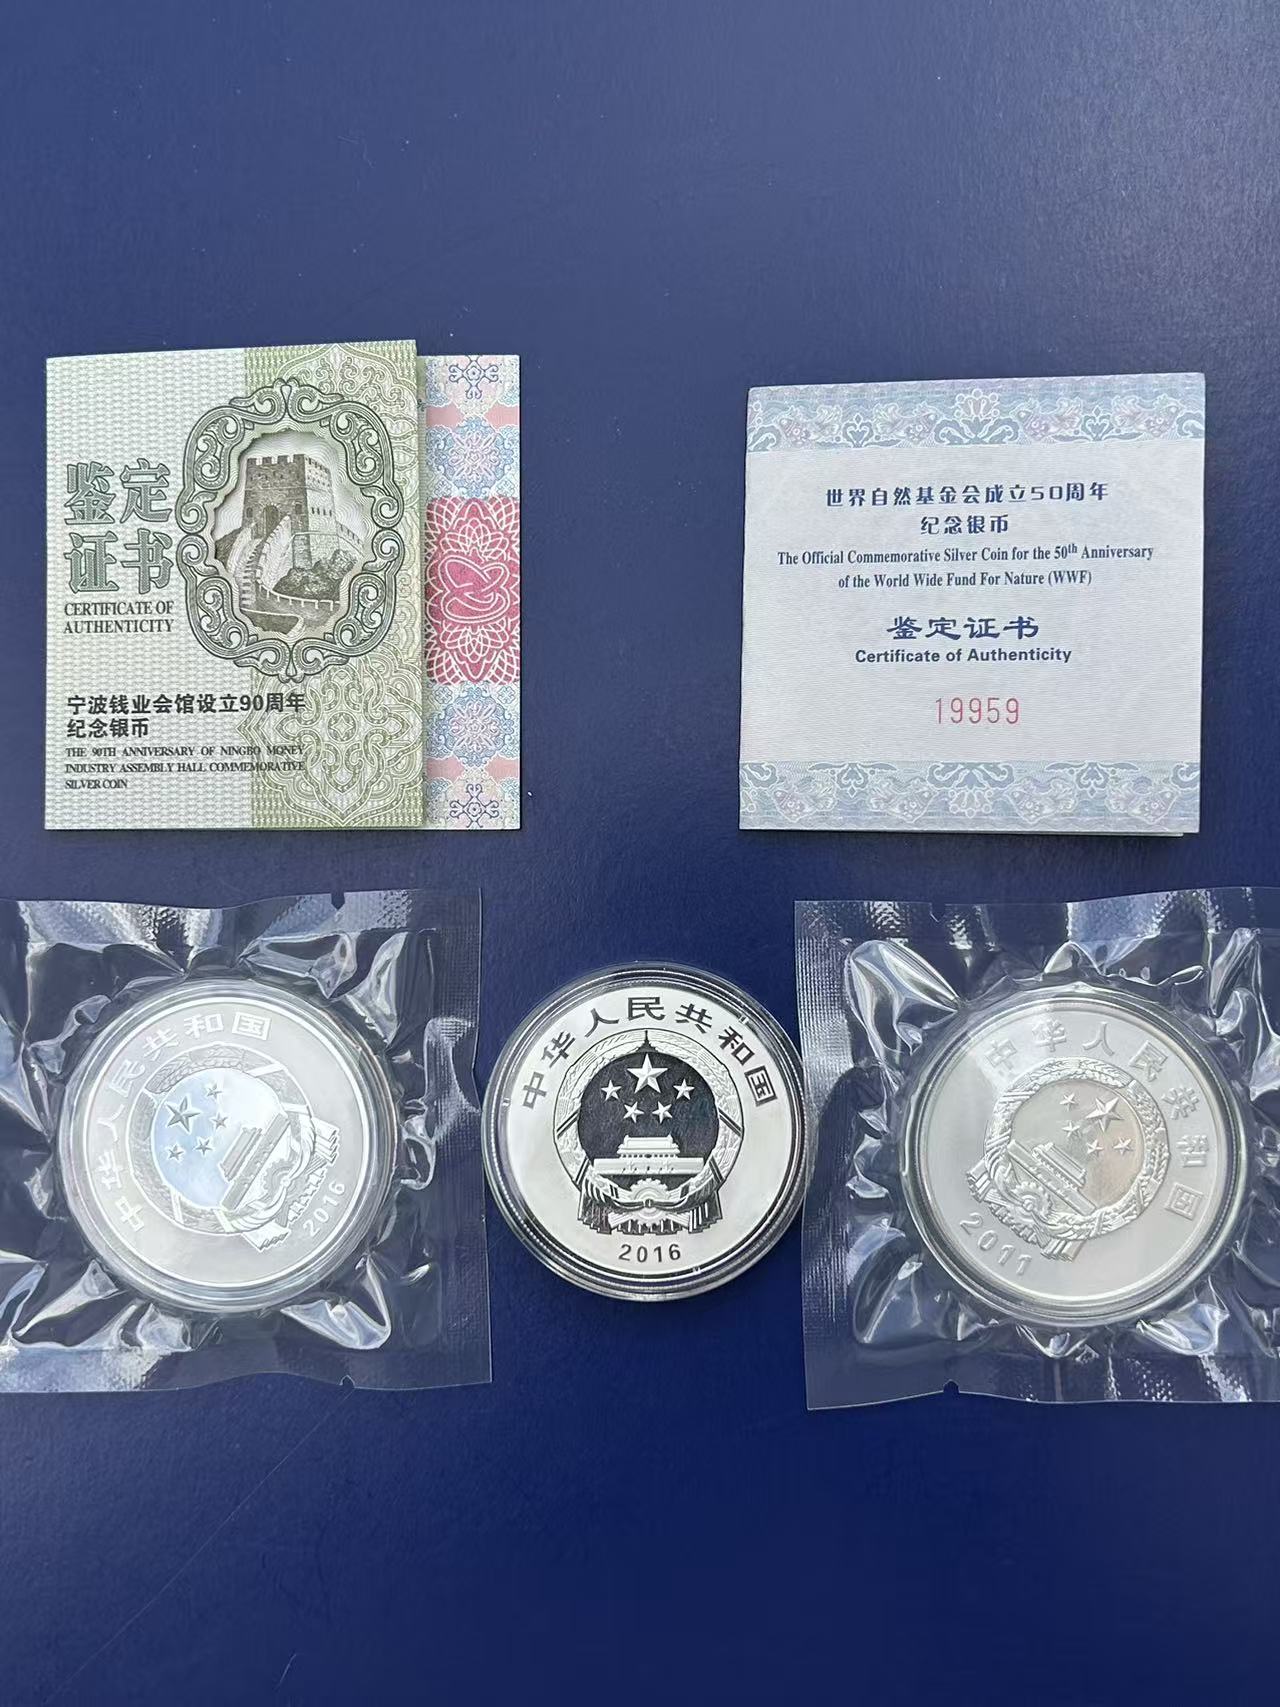 鉴定
证书
CERTIFICATE OF
AUTHENTICITY
宁波钱业会馆设立90周年
纪念银币
THE 90TH ANNIVERSARY OF NINGBO MONEY
INDUSTRY ASSEMBLY HALL COMMEMORATIVE
SILVER COIN
世界自然基金会成立50周年
纪念银币
The Official Commemorative Silver Coin for the 50th Anniversary
of the World Wide Fund For Nature (WWF)
鉴定证书
Certificate of Authenticity
19959
中华人民共和国
2016
中华人民共和国
2016
中华人民共和国
2011